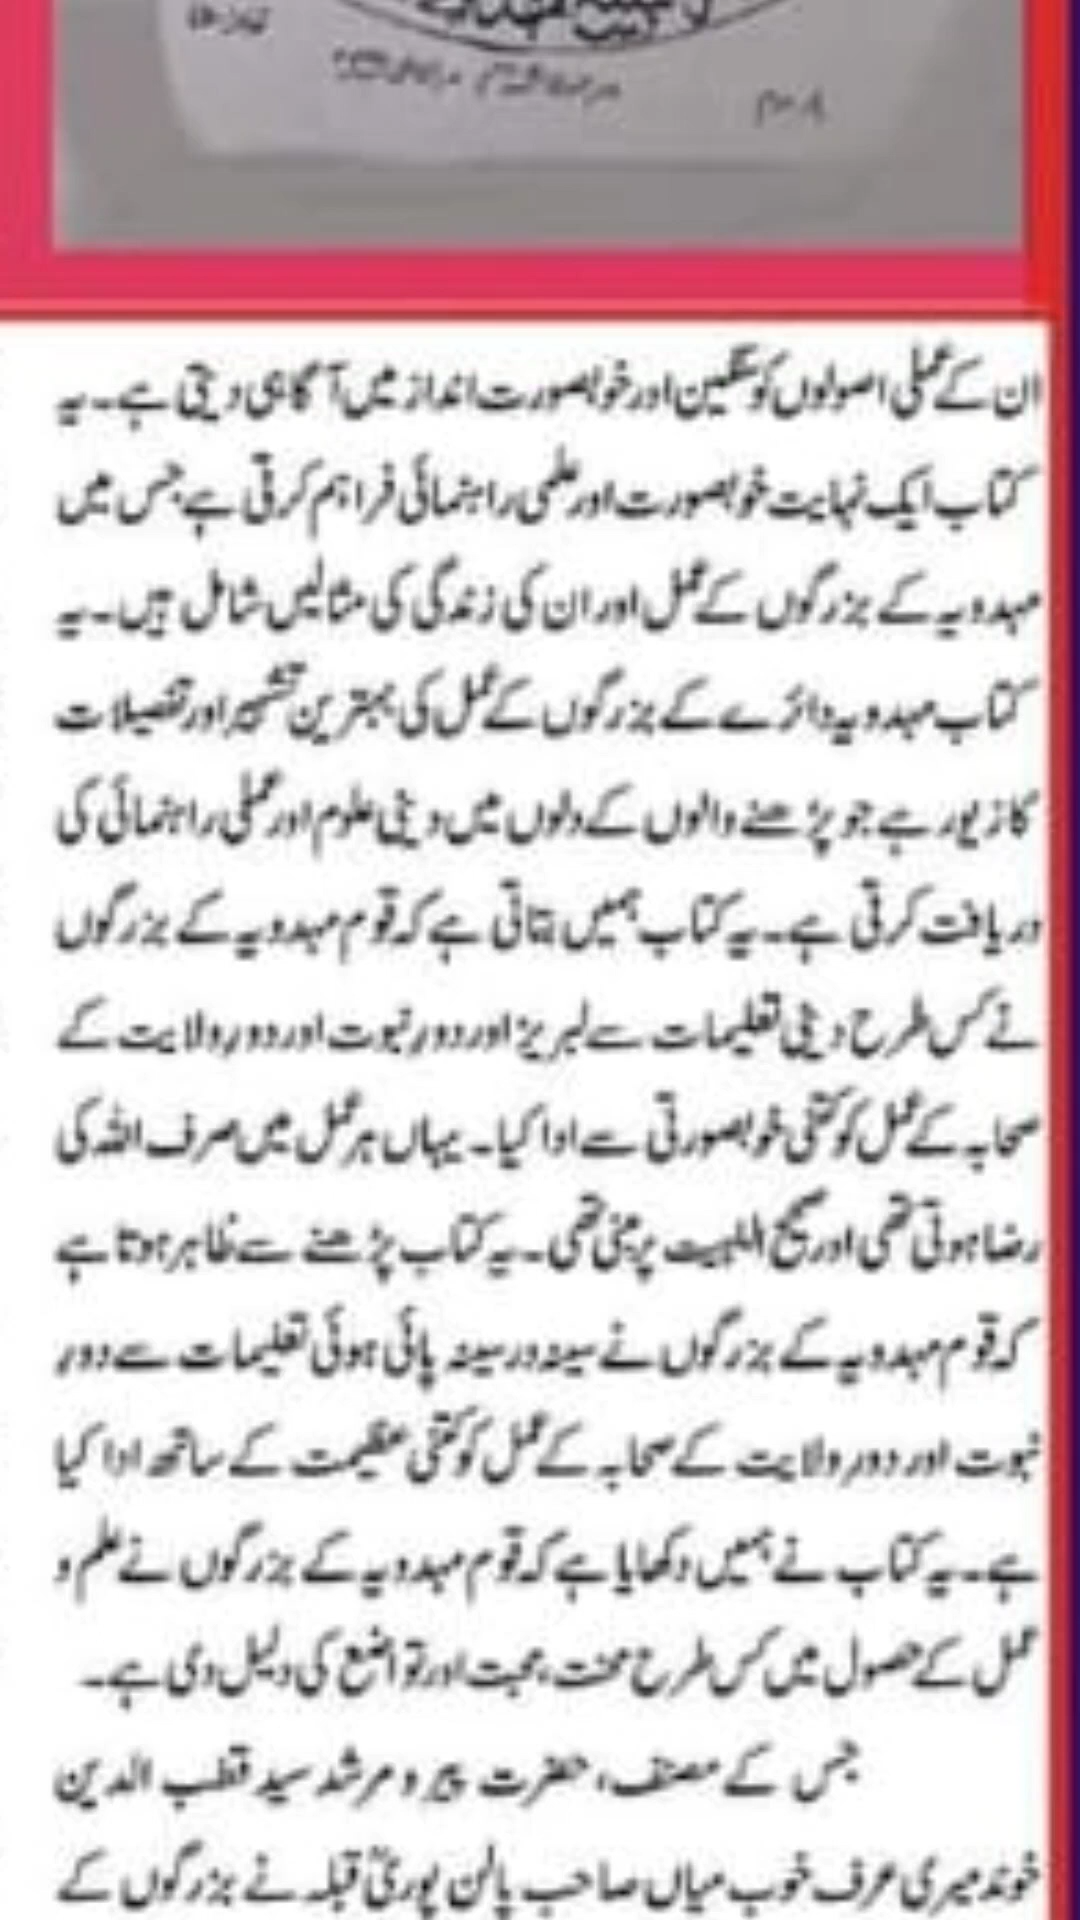 ان کے عملی اصولوں کو سنگین اور خوبصورت انداز میں آگاہی دیتی ہے۔ یہ
کتاب ایک نہایت خوبصورت اور علمی راہنمائی فراہم کرتی ہے جس میں
مہدویہ کے بزرگوں کے عمل اور ان کی زندگی کی مثالیں شامل ہیں۔ یہ
کتاب مہدویہ دائرے کے بزرگوں کے عمل کی بہترین تشہیر اور تفصیلات
کا زیور ہے جو پڑھنے والوں کے دلوں میں دینی علوم اور عملی راہنمائی کی
دریافت کرتی ہے۔ یہ کتاب ہمیں بتاتی ہے کہ قوم مہدویہ کے بزرگوں
نے کس طرح دینی تعلیمات سے لبریز اور دورِ نبوت اور دورِ ولایت کے
صحابہ کے عمل کو کتنی خوبصورتی سے ادا کیا۔ یہاں ہر عمل میں صرف اللہ کی
رضا ہوتی تھی اور صحیح للہیت پر مبنی تھی۔ یہ کتاب پڑھنے سے ظاہر ہوتا ہے
کہ قوم مہدویہ کے بزرگوں نے سینہ در سینہ پائی ہوئی تعلیمات سے دورِ
نبوت اور دورِ ولایت کے صحابہ کے عمل کو کتنی عظیمت کے ساتھ ادا کیا
ہے۔ یہ کتاب نے ہمیں دکھایا ہے کہ قوم مہدویہ کے بزرگوں نے علم و
عمل کے حصول میں کس طرح محنت، محبت اور تواضع کی دلیل دی ہے۔
جس کے مصنف، حضرت پیر و مرشد سید قطب الدین
خوندمیری عرف خوب میاں صاحب پالن پوریؒ قبلہ نے بزرگوں کے